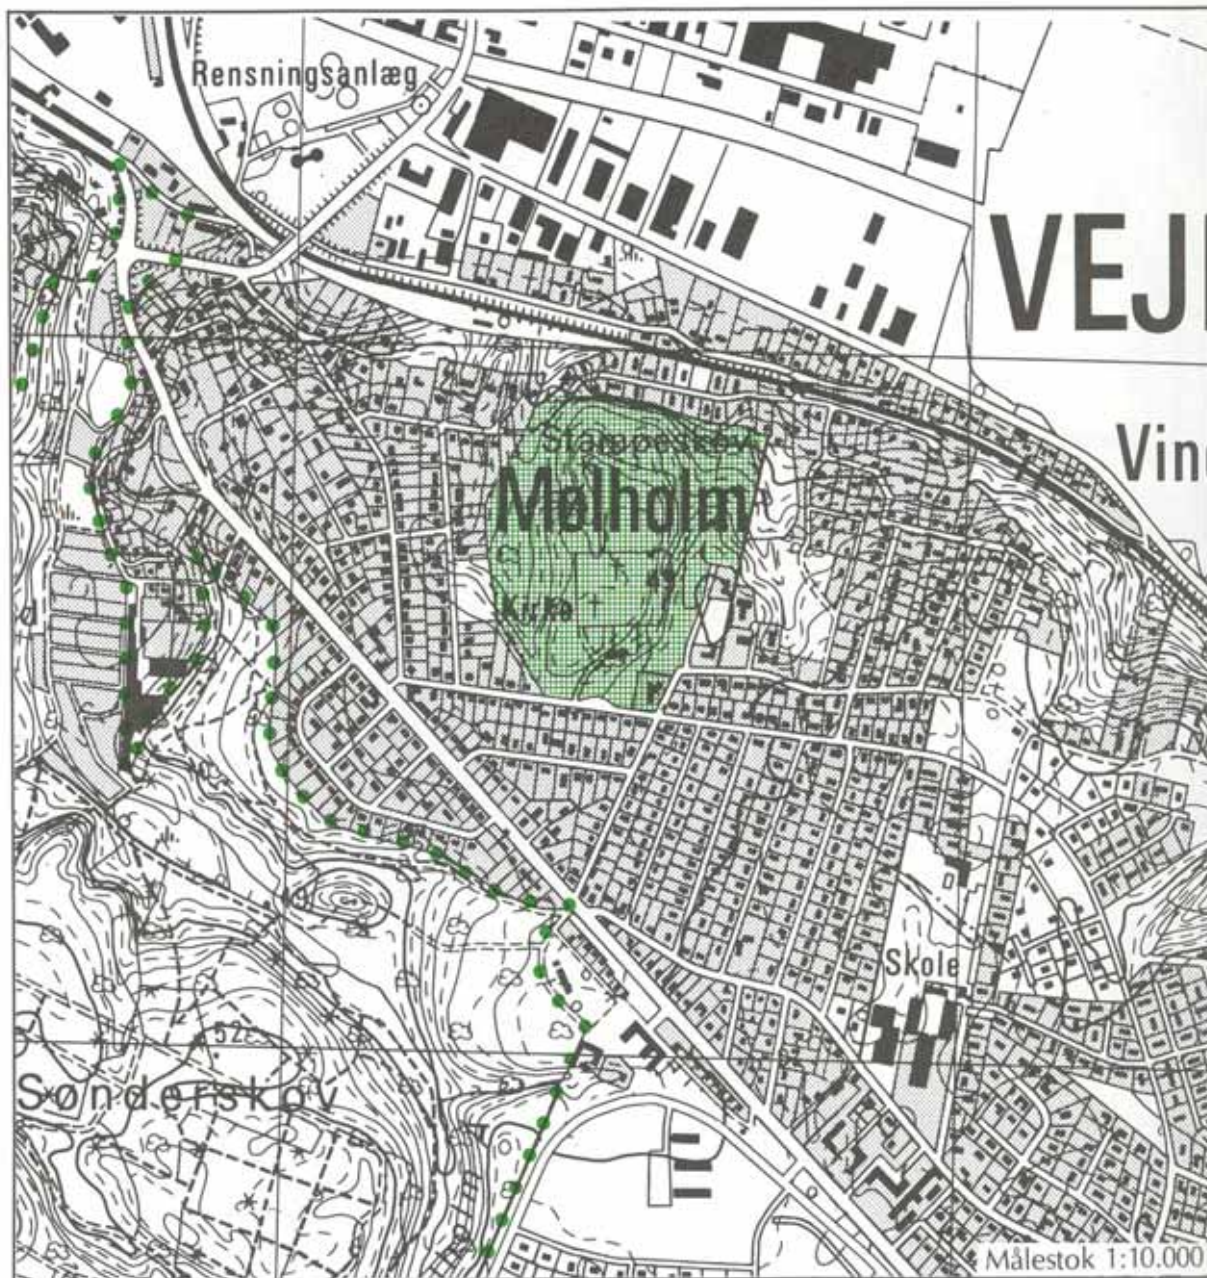 Rensningsanlæg
VEJ
Vin
Stampeskov
Mølholm
Kirke
Skole
52
Sønderskov
Målestok 1:10.000